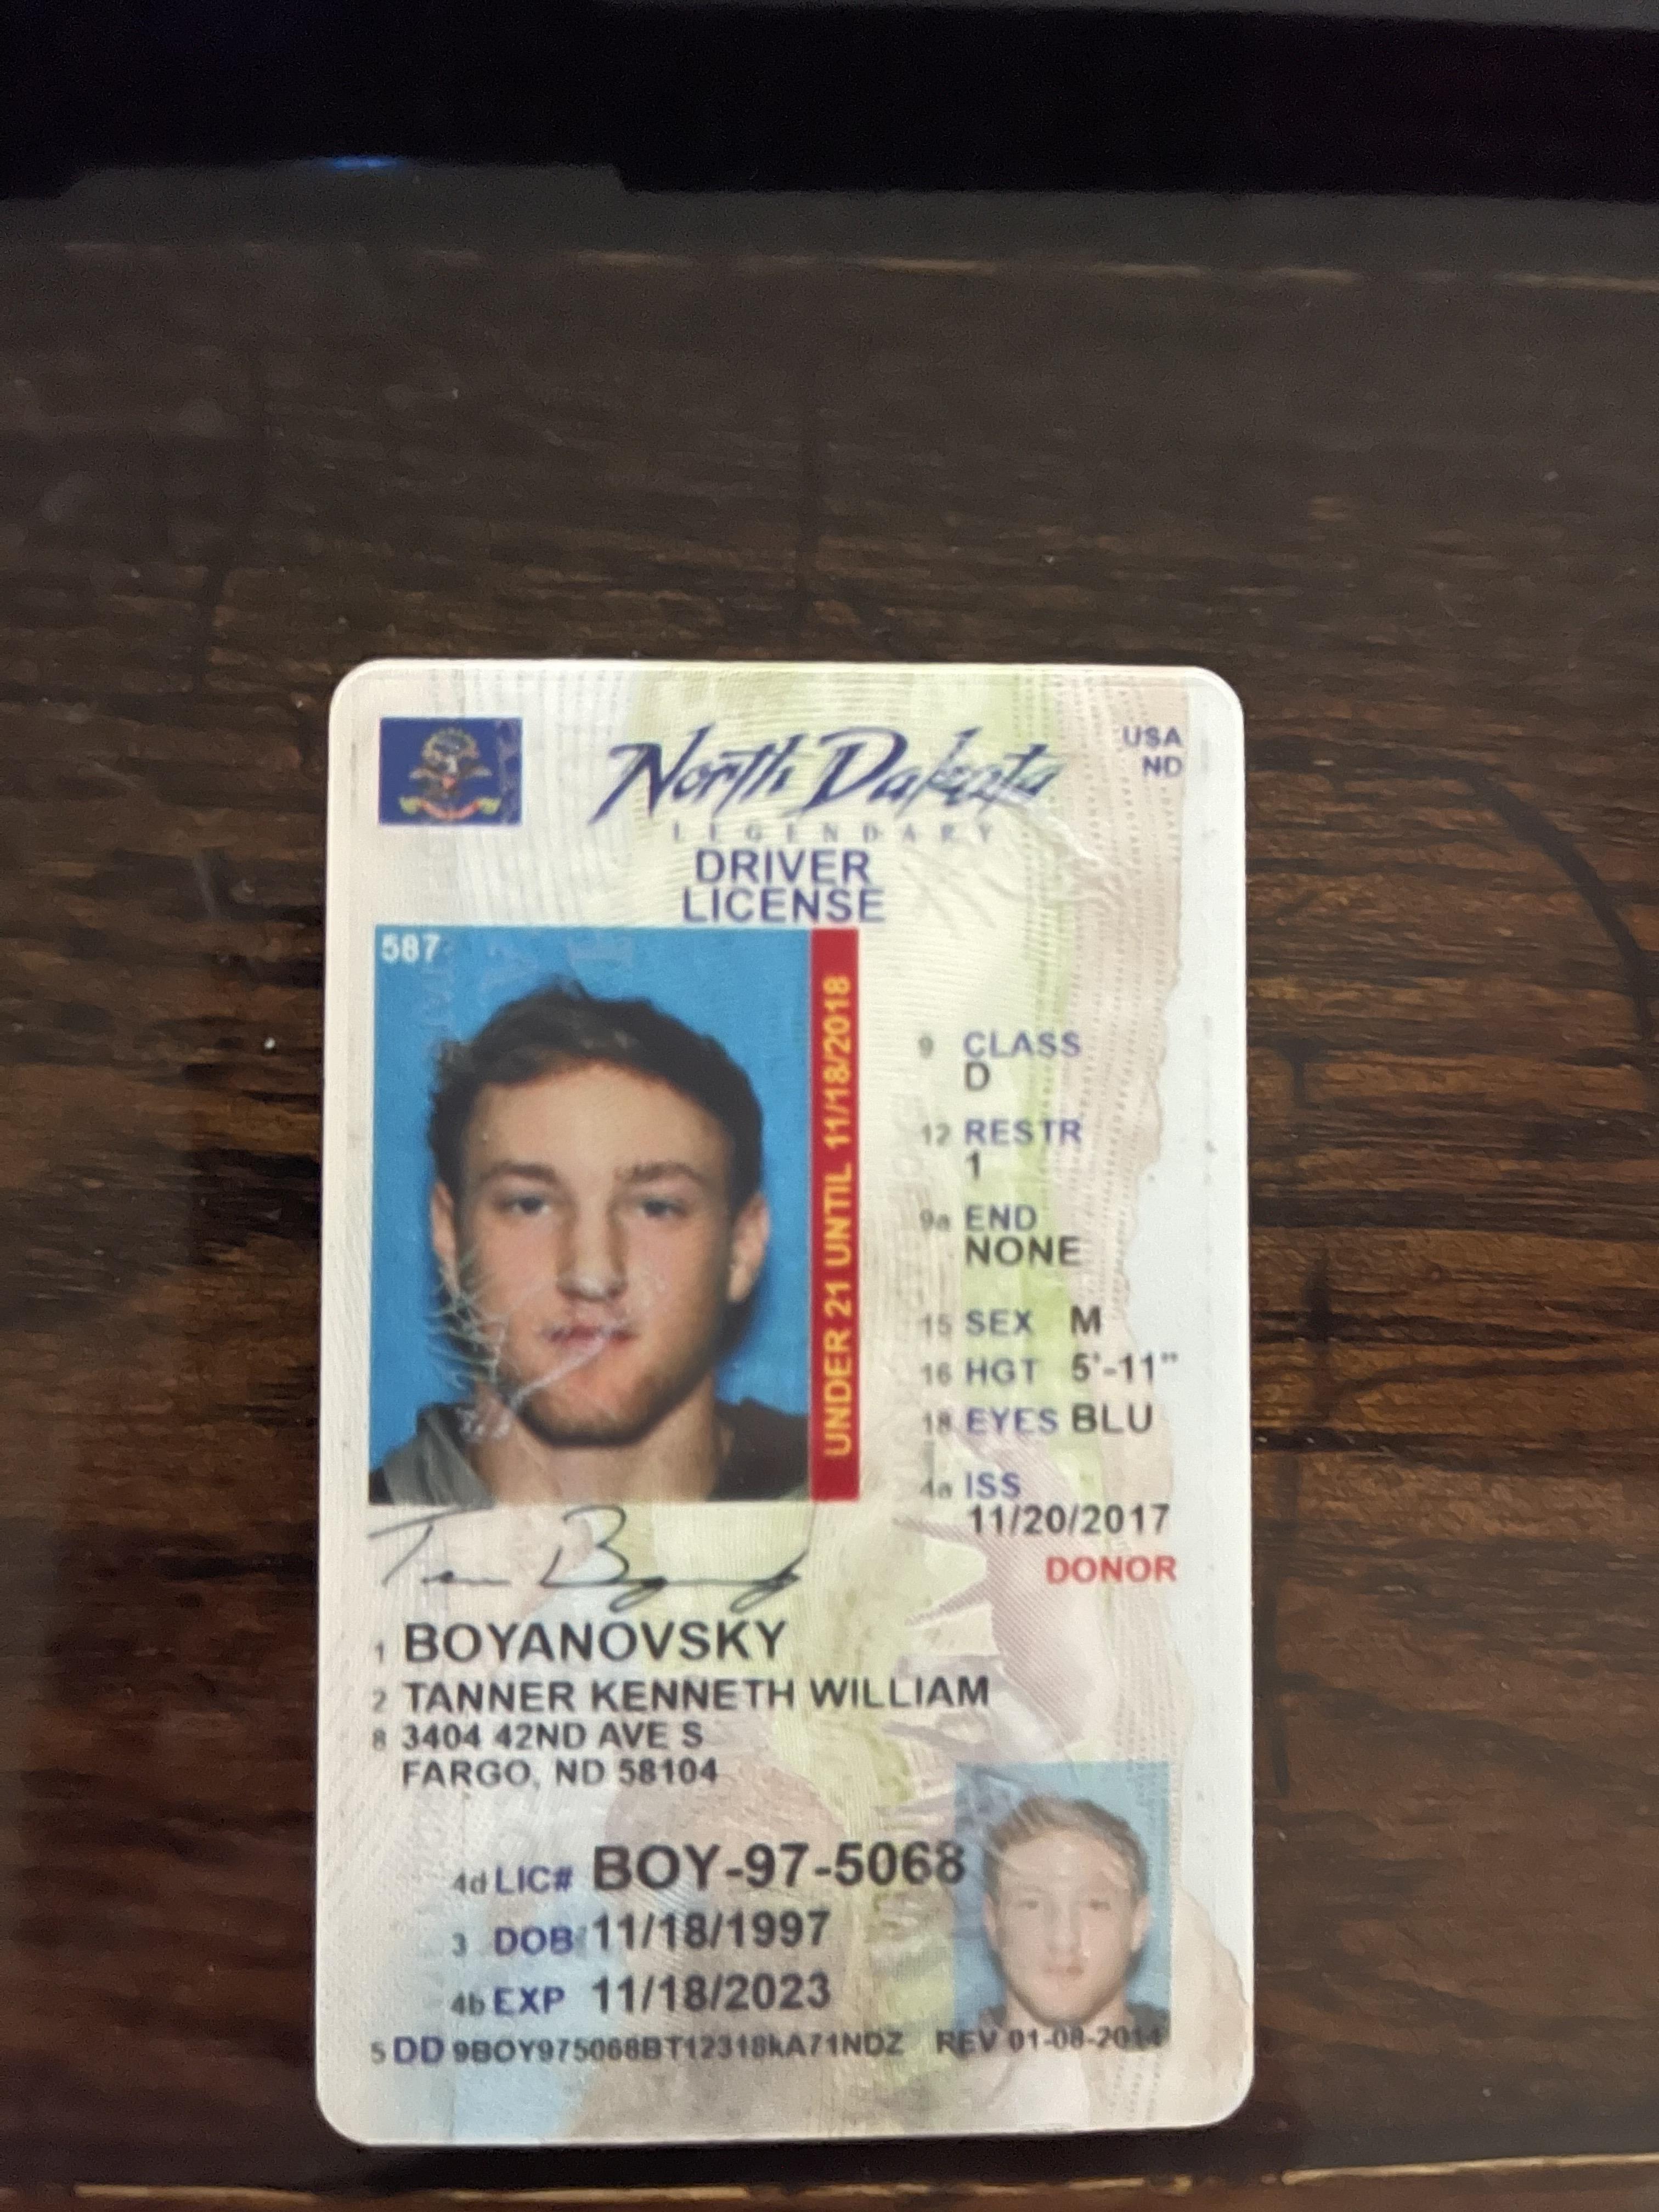 North Dakota
LEGENDARY
USA
ND
DRIVER
LICENSE
587
UNDER 21 UNTIL 11/18/2018
9 CLASS
D
12 RESTR
1
9a END
NONE
15 SEX M
16 HGT 5'-11"
18 EYES BLU
4a ISS
11/20/2017
DONOR
1 BOYANOVSKY
2 TANNER KENNETH WILLIAM
8 3404 42ND AVE S
FARGO, ND 58104
4d LIC# BOY-97-5068
3 DOB 11/18/1997
4b EXP 11/18/2023
5 DD REV 01-08-2014